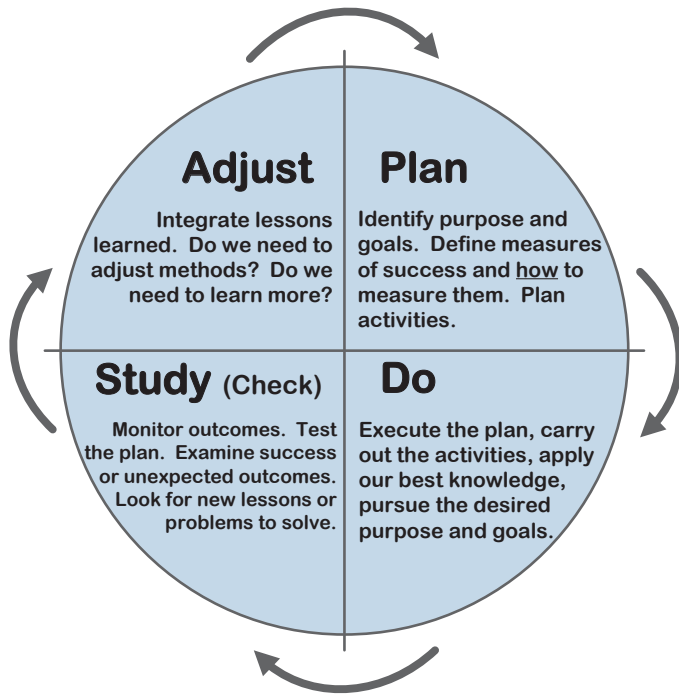 Adjust
Integrate lessons
learned.  Do we need to
adjust methods?  Do we
need to learn more?
Plan
Identify purpose and
goals.  Define measures
of success and how to
measure them.  Plan
activities.
Study (Check)
Monitor outcomes.  Test
the plan.  Examine success
or unexpected outcomes.
Look for new lessons or
problems to solve.
Do
Execute the plan, carry
out the activities, apply
our best knowledge,
pursue the desired
purpose and goals.